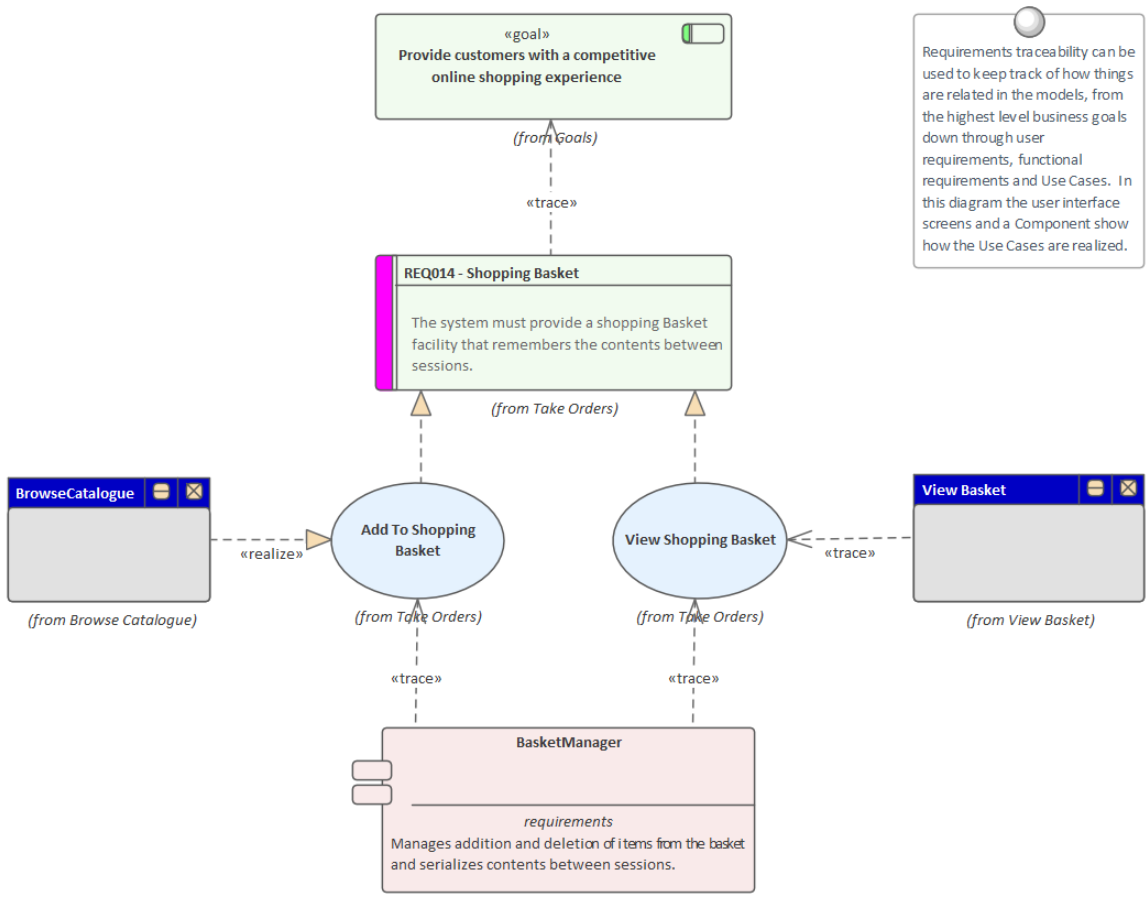 «goal»
Provide customers with a competitive
online shopping experience
(from Goals)
Requirements traceability can be
used to keep track of how things
are related in the models, from
the highest level business goals
down through user
requirements, functional
requirements and Use Cases.  In
this diagram the user interface
screens and a Component show
how the Use Cases are realized.
«trace»
REQ014 - Shopping Basket
The system must provide a shopping Basket
facility that remembers the contents between
sessions.
(from Take Orders)
BrowseCatalogue
(from Browse Catalogue)
«realize»
Add To Shopping
Basket
(from Take Orders)
View Shopping Basket
(from Take Orders)
«trace»
View Basket
(from View Basket)
«trace»
«trace»
BasketManager
requirements
Manages addition and deletion of items from the basket
and serializes contents between sessions.